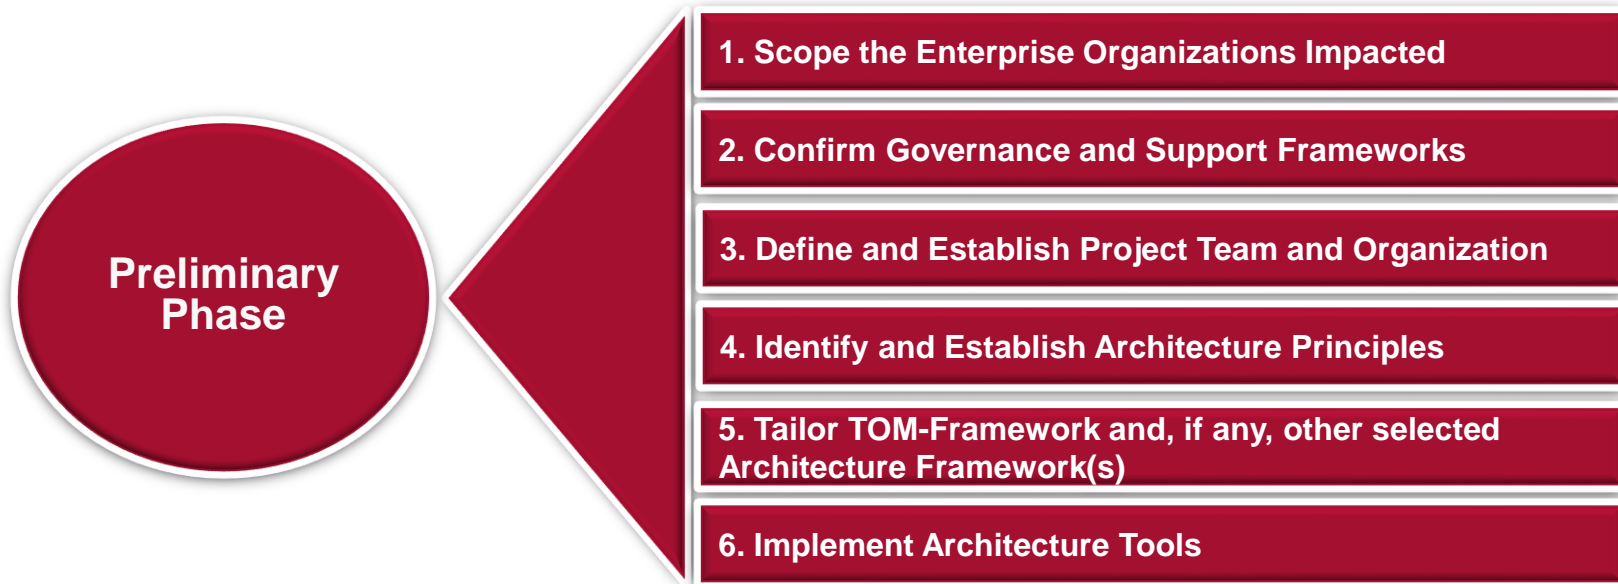 Preliminary
Phase
1. Scope the Enterprise Organizations Impacted
2. Confirm Governance and Support Frameworks
3. Define and Establish Project Team and Organization
4. Identify and Establish Architecture Principles
5. Tailor TOM-Framework and, if any, other selected
Architecture Framework(s)
6. Implement Architecture Tools